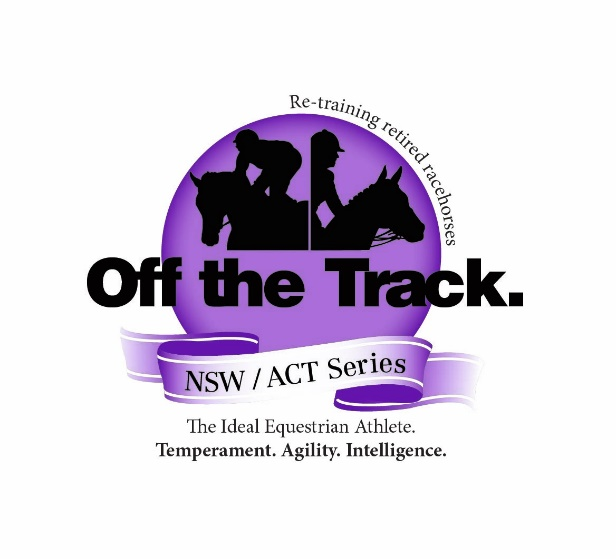 Re-training retired racehorses
Off the Track.
NSW / ACT Series
The Ideal Equestrian Athlete.
Temperament. Agility. Intelligence.